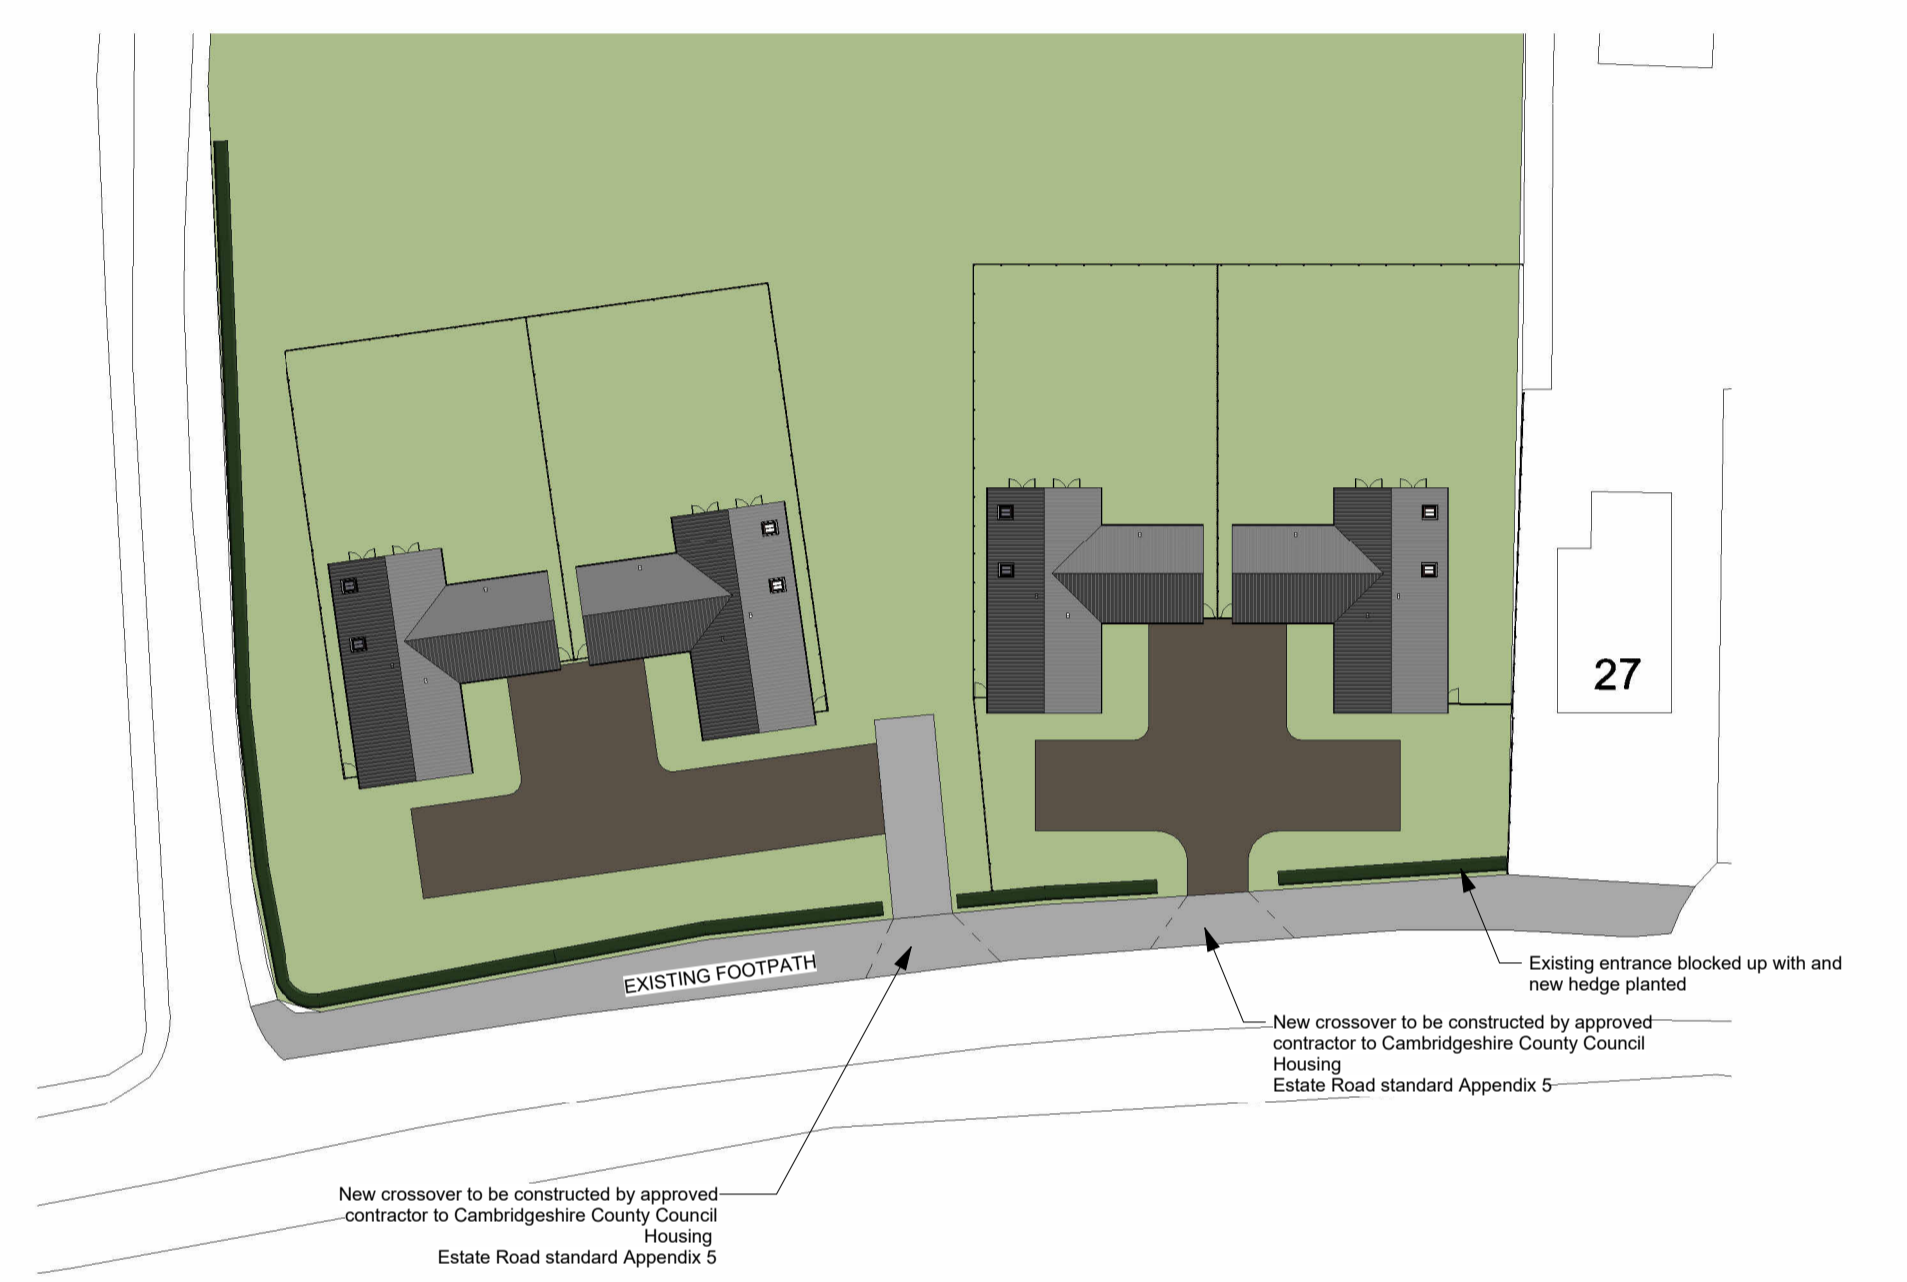 27
EXISTING FOOTPATH
Existing entrance blocked up with and
new hedge planted
New crossover to be constructed by approved
contractor to Cambridgeshire County Council
Housing
Estate Road standard Appendix 5
New crossover to be constructed by approved
contractor to Cambridgeshire County Council
Housing
Estate Road standard Appendix 5